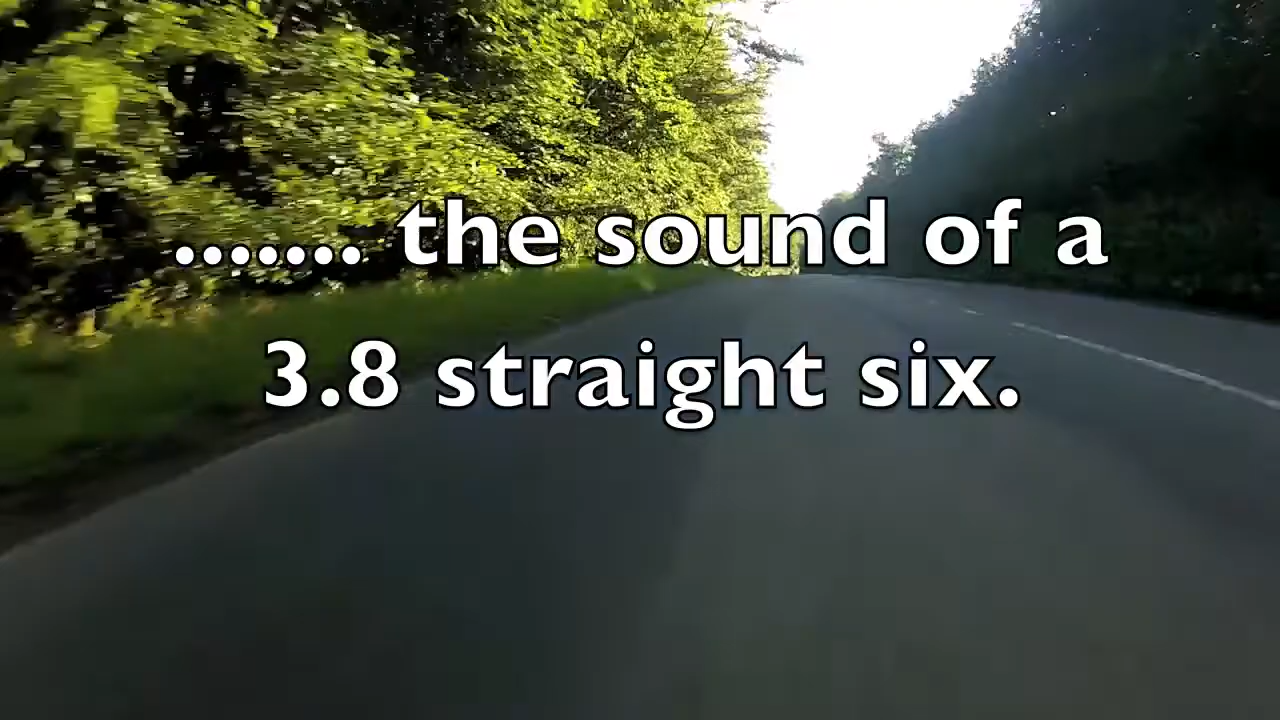 ....... the sound of a
3.8 straight six.